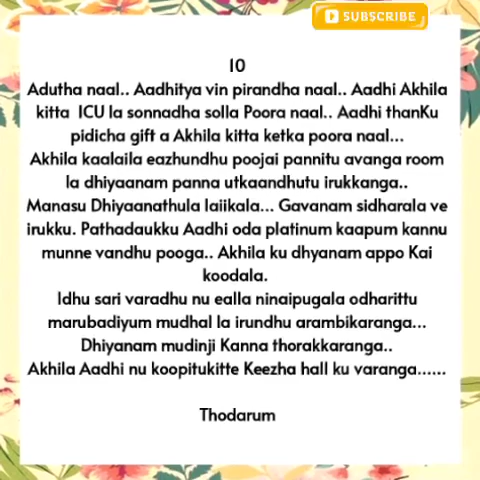 SUBSCRIBE
10
Adutha naal.. Aadhitya vin pirandha naal.. Aadhi Akhila
kitta ICU la sonnadha solla Poora naal.. Aadhi thanKu
pidicha gift a Akhila kitta ketka poora naal...
Akhila kaalaila eazhundhu poojai pannitu avanga room
la dhiyaanam panna utkaandhutu irukkanga..
Manasu Dhiyaanathula laiikala... Gavanam sidharala ve
irukku. Pathadaukku Aadhi oda platinum kaapum kannu
munne vandhu pooga.. Akhila ku dhyanam appo Kai
koodala.
Idhu sari varadhu nu ealla ninaipugala odharittu
marubadiyum mudhal la irundhu arambikaranga...
Dhiyanam mudinji Kanna thorakkaranga..
Akhila Aadhi nu koopitukitte Keezha hall ku varanga......
Thodarum